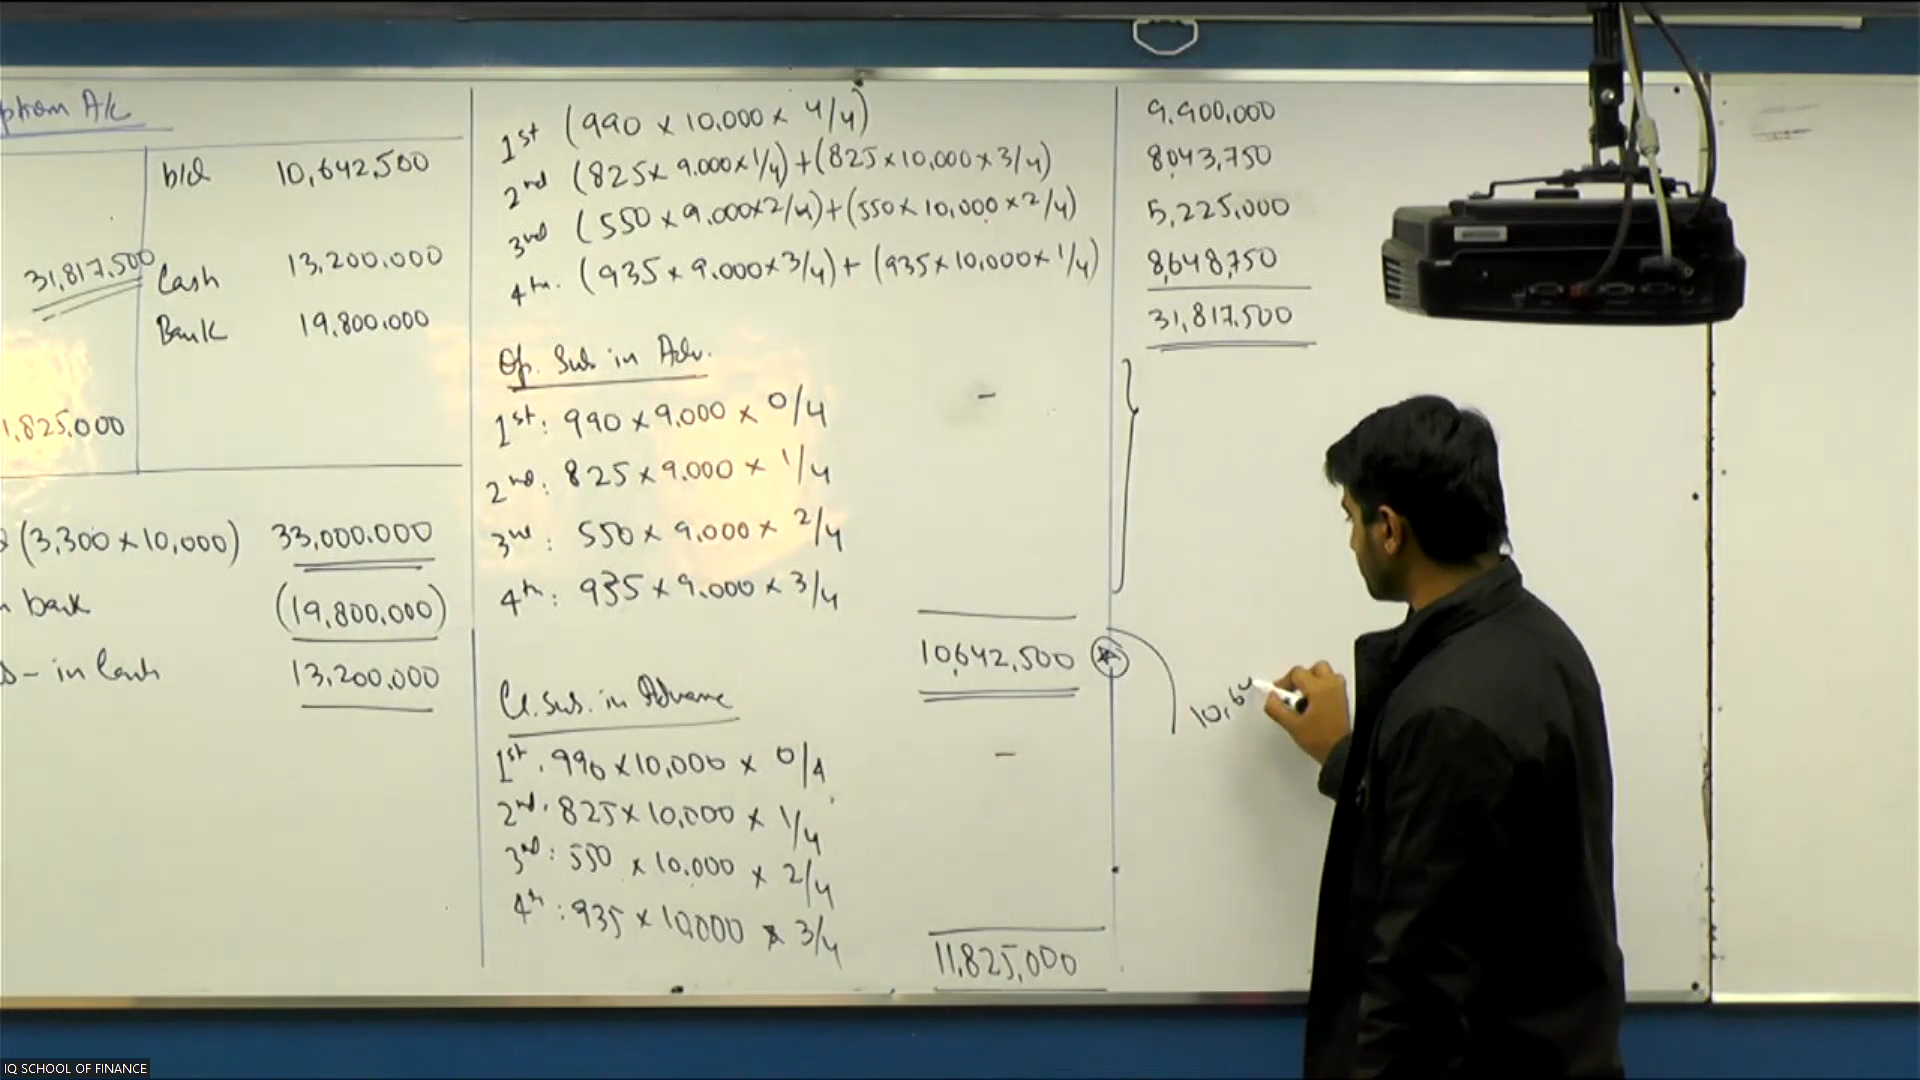 ption A/c
b/d 10,642,500
31,817,500
Cash 13,200,000
Bank 19,800,000
1,825,000
(3,300 x 10,000) 33,000,000
bank (19,800,000)
- in Cash 13,200,000
1st (990 x 10,000 x 4/4) 9,900,000
2nd (825 x 9,000 x 1/4) + (825 x 10,000 x 3/4) 8,043,750
3rd (550 x 9,000 x 2/4) + (550 x 10,000 x 2/4) 5,225,000
4th. (935 x 9,000 x 3/4) + (935 x 10,000 x 1/4) 8,648,750
31,817,500
Op. Sub in Adv.
1st: 990 x 9,000 x 0/4 -
2nd: 825 x 9,000 x 1/4
3rd: 550 x 9,000 x 2/4
4th: 935 x 9,000 x 3/4
10,642,500
Cl. Sub. in Advance
1st. 990 x 10,000 x 0/4 -
2nd. 825 x 10,000 x 1/4
3rd: 550 x 10,000 x 2/4
4th: 935 x 10,000 x 3/4
11,825,000
10,64
IQ SCHOOL OF FINANCE